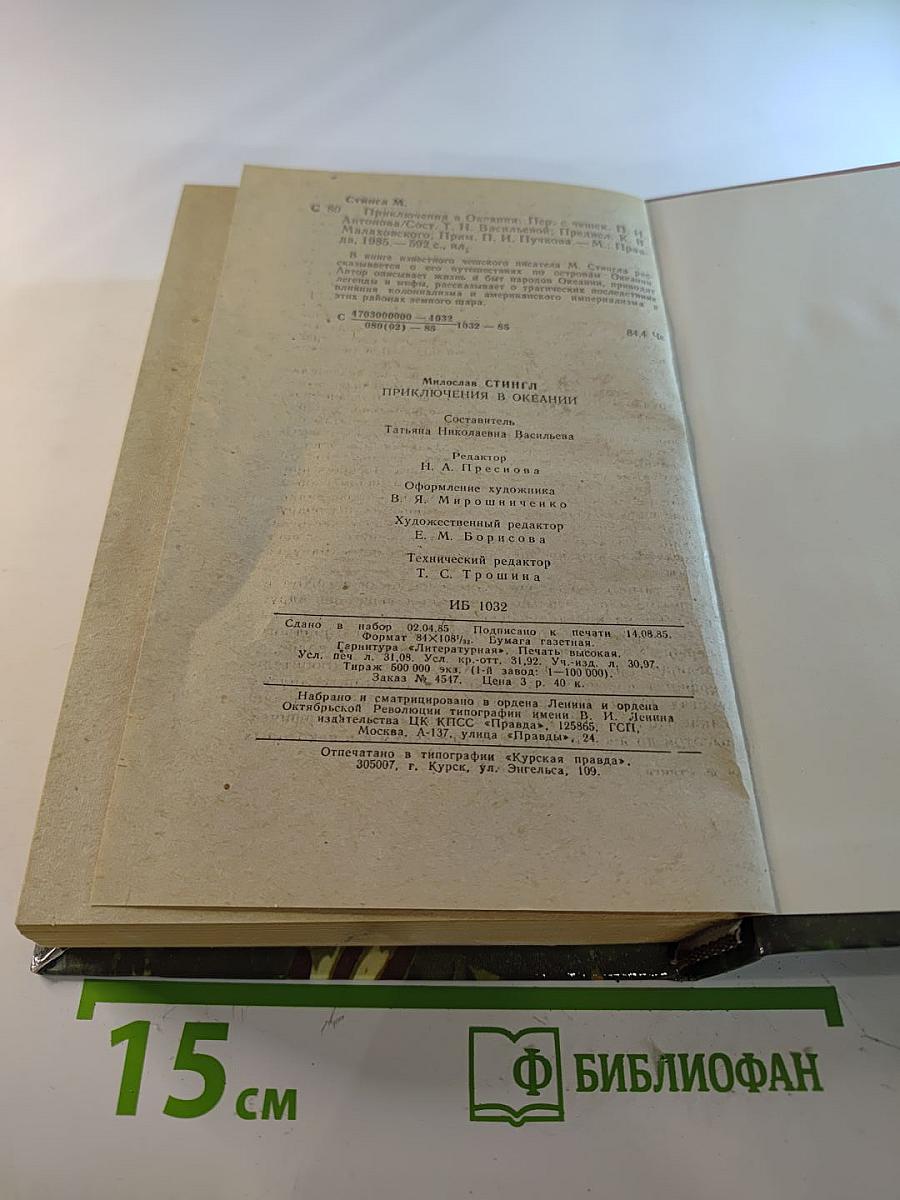 Стингл М.
С 80 Приключения в Океании: Пер. с чешск. П. Н.
Антонова/Сост. Т. Н. Васильевой; Предисл. К. В.
Малаховского; Прим. П. И. Пучкова.— М.: Прав-
да, 1985.— 592 с., ил.
В книге известного чешского писателя М. Стингла рас-
сказывается о его путешествиях по островам Океании.
Автор описывает жизнь и быт народов Океании, приводит
легенды и мифы, рассказывает о трагических последствиях
влияния колониализма и американского империализма в
этих районах земного шара.
С 4703000000 — 1032
080(02) — 85 1032 — 85
84.4 Че
Милослав СТИНГЛ
ПРИКЛЮЧЕНИЯ В ОКЕАНИИ
Составитель
Татьяна Николаевна Васильева
Редактор
Н. А. Преснова
Оформление художника
В. Я. Мирошниченко
Художественный редактор
Е. М. Борисова
Технический редактор
Т. С. Трошина
ИБ 1032
Сдано в набор 02.04.85 Подписано к печати 14.08.85.
Формат 84×108¹/₃₂. Бумага газетная.
Гарнитура «Литературная». Печать высокая.
Усл. печ л. 31,08. Усл. кр.-отт. 31,92. Уч.-изд. л. 30,97.
Тираж 500 000 экз. (1-й завод: 1—100 000).
Заказ № 4547. Цена 3 р. 40 к.
Набрано и сматрицировано в ордена Ленина и ордена
Октябрьской Революции типографии имени В. И. Ленина
издательства ЦК КПСС «Правда», 125865, ГСП,
Москва, А-137, улица «Правды», 24.
Отпечатано в типографии «Курская правда».
305007, г. Курск, ул. Энгельса, 109.
15 см
Ф БИБЛИОФАН